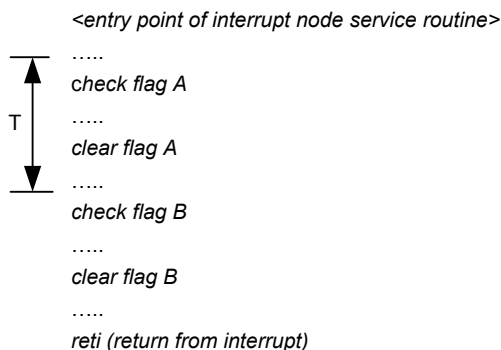 <entry point of interrupt node service routine>
…..
check flag A
T
…..
clear flag A
…..
check flag B
…..
clear flag B
…..
reti (return from interrupt)